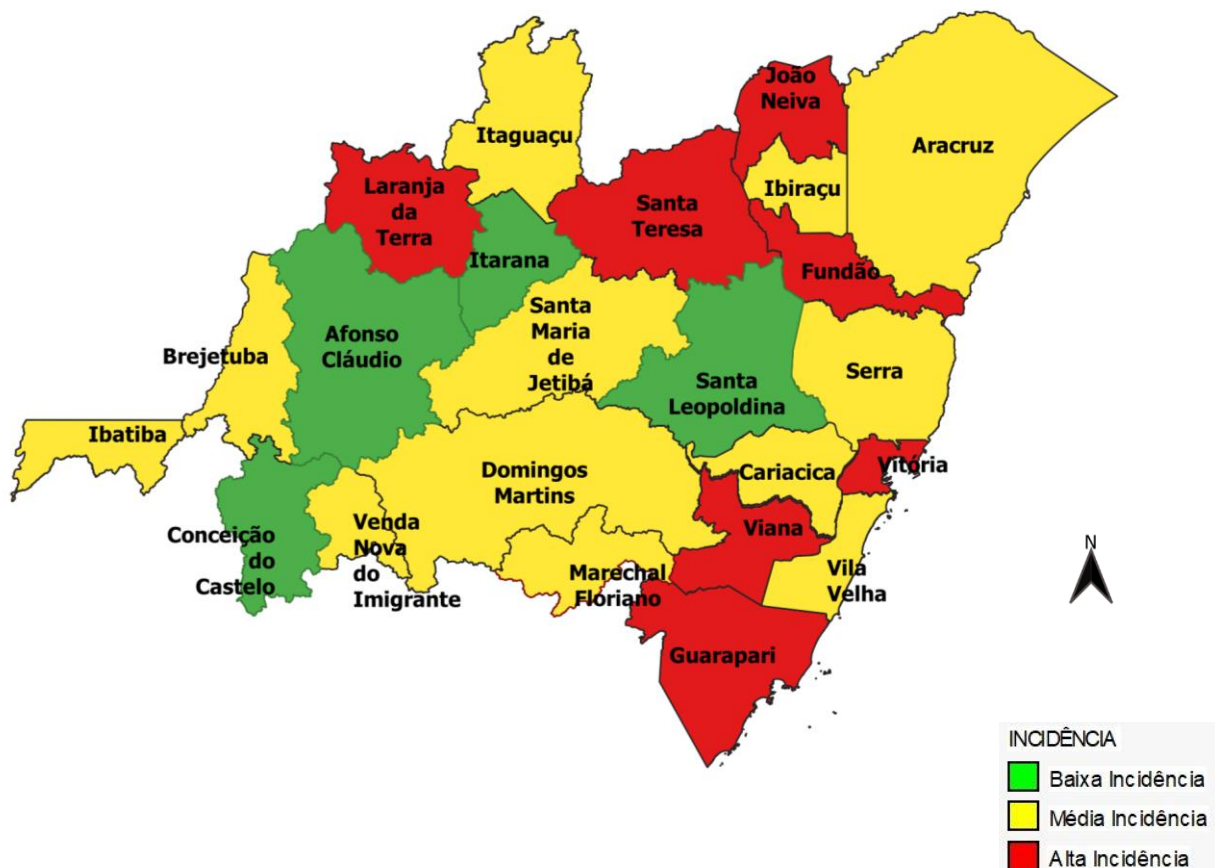 João
Neiva
Aracruz
Itaguaçu
Ibiraçu
Laranja
da
Terra
Santa
Teresa
Itarana
Fundão
Santa
Maria
de
Jetibá
Afonso
Cláudio
Brejetuba
Serra
Santa
Leopoldina
Ibatiba
Domingos
Martins
Cariacica
Vitória
Conceição
do
Castelo
Venda
Nova
do
Imigrante
Viana
Marechal
Floriano
Vila
Velha
N
Guarapari
INCIDÊNCIA
Baixa Incidência
Média Incidência
Alta Incidência